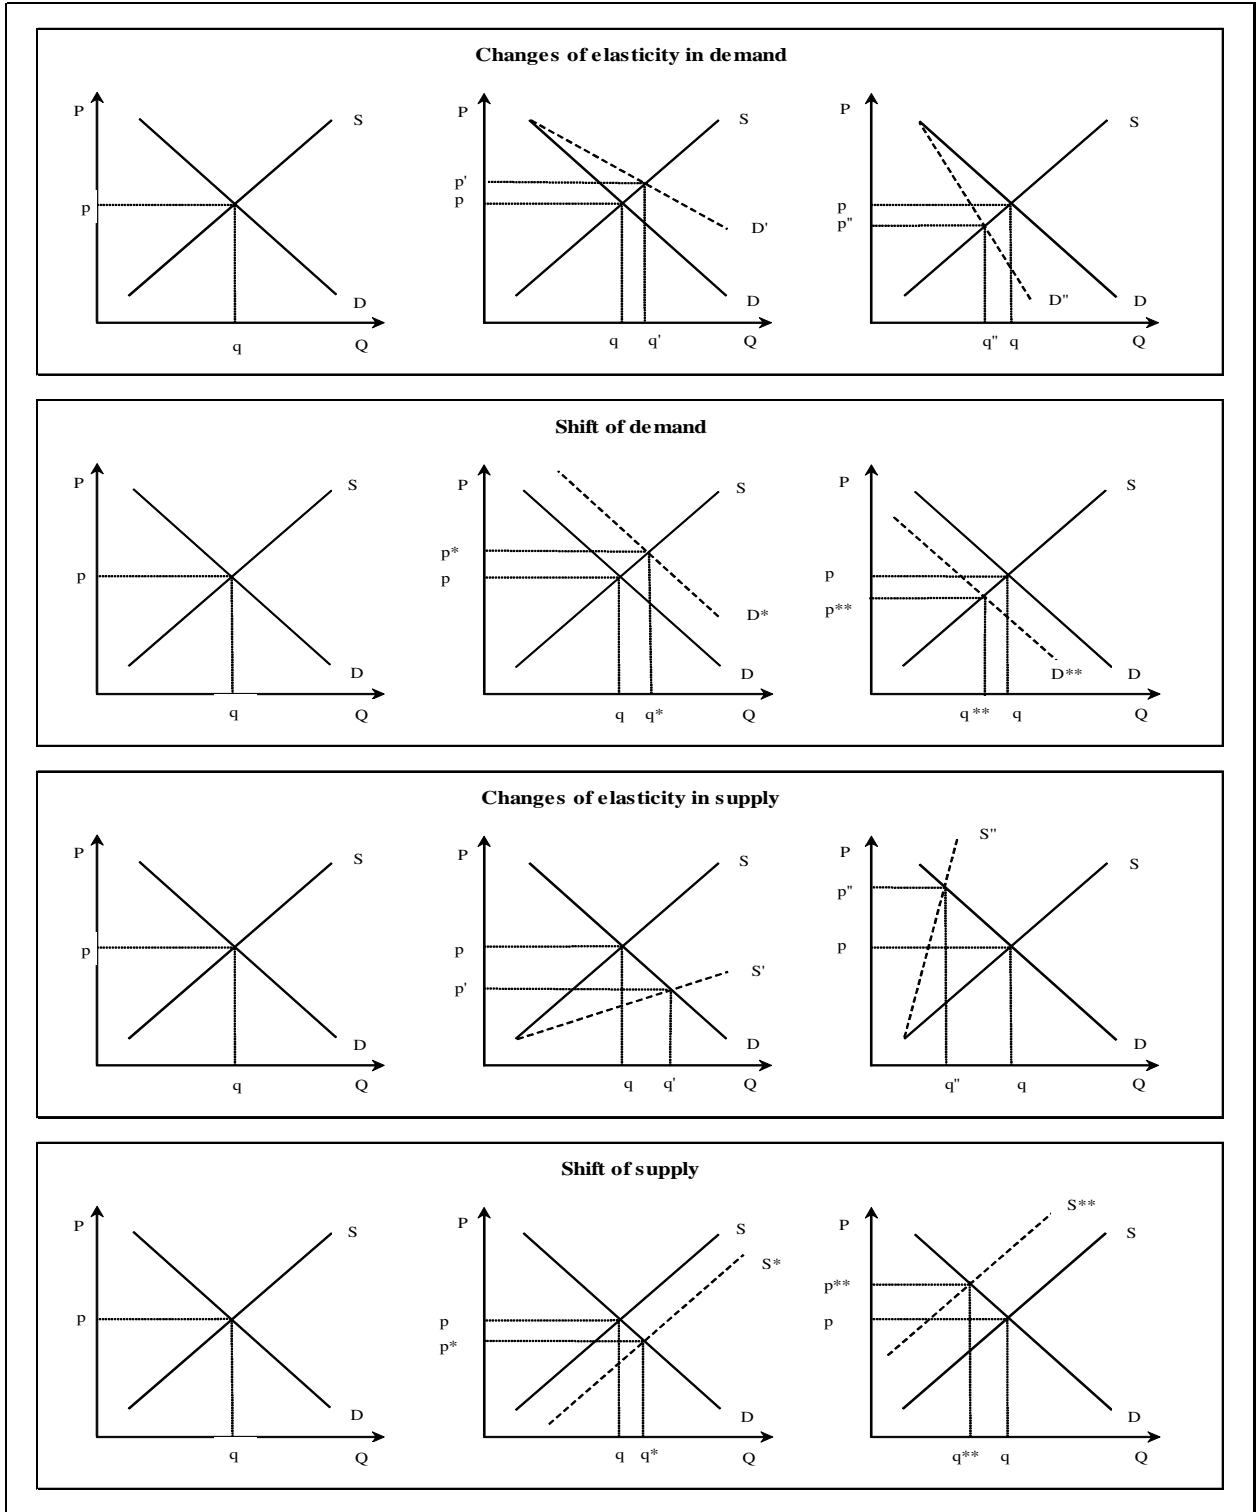 Changes of elasticity in demand
P S P S P S
p' p p p p''
D'
D D D'' D
q Q q q' Q q'' q Q
Shift of demand
P S P S P S
p p* p p p**
D*
D D D** D
q Q q q* Q q** q Q
Changes of elasticity in supply
S''
P S P S P S
p p p' p'' p
S'
D D D
q Q q q' Q q'' q Q
Shift of supply
S**
P S P S P S
S*
p p p* p** p
D D D
q Q q q* Q q** q Q